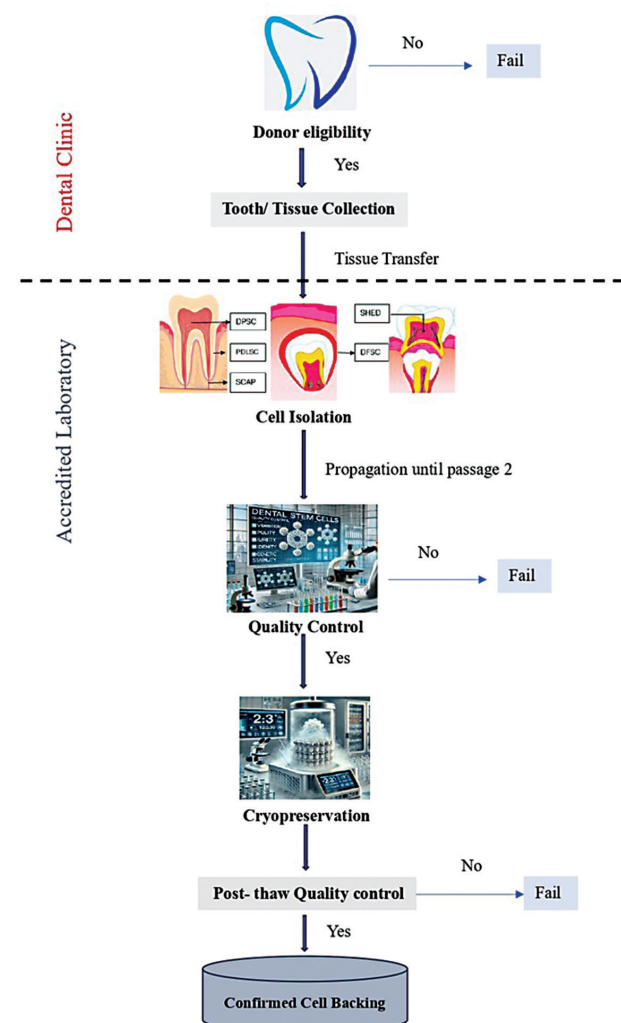 No
Fail
Donor eligibility
Yes
Dental Clinic
Tooth/ Tissue Collection
Tissue Transfer
DPSC
PDLSC
SCAP
SHED
DFSC
Cell Isolation
Accredited Laboratory
Propagation until passage 2
DENTAL STEM CELLS
No
Fail
Quality Control
Yes
2:3
Cryopreservation
Post- thaw Quality control
No
Fail
Yes
Confirmed Cell Backing